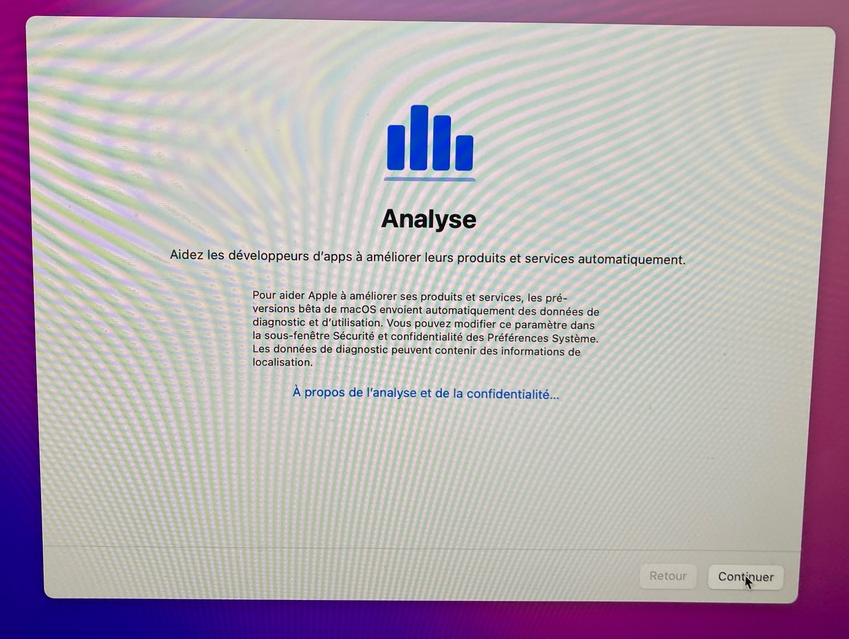 Analyse
Aidez les développeurs d'apps à améliorer leurs produits et services automatiquement.
Pour aider Apple à améliorer ses produits et services, les pré-
versions bêta de macOS envoient automatiquement des données de
diagnostic et d'utilisation. Vous pouvez modifier ce paramètre dans
la sous-fenêtre Sécurité et confidentialité des Préférences Système.
Les données de diagnostic peuvent contenir des informations de
localisation.
À propos de l'analyse et de la confidentialité...
Retour
Continuer